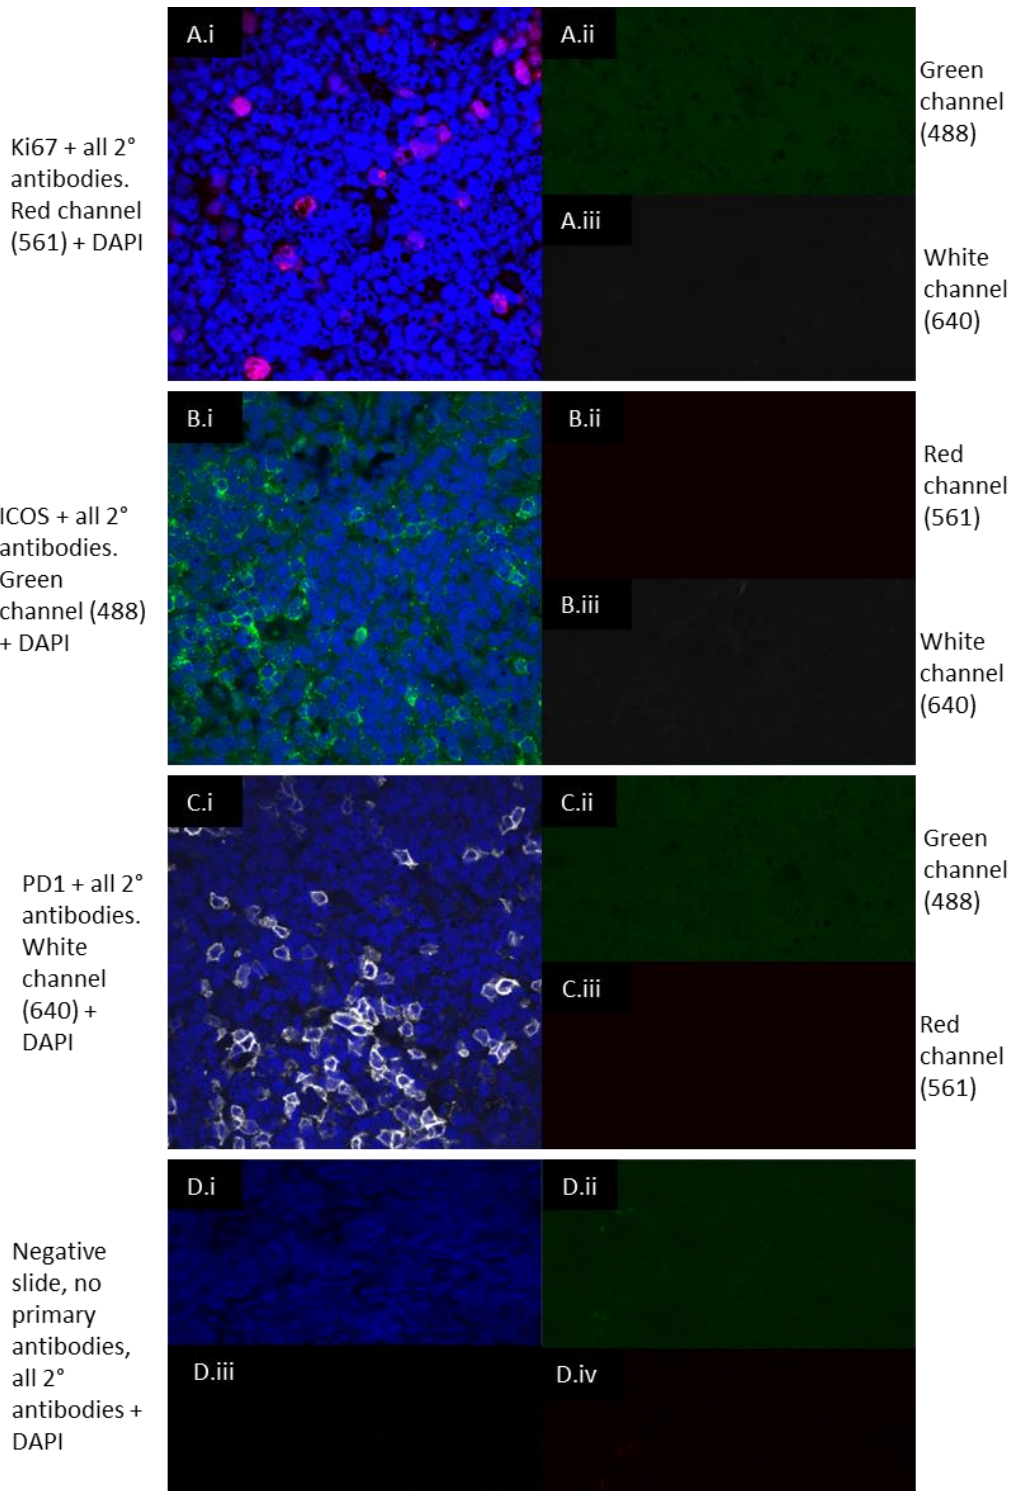 Ki67 + all 2°
antibodies.
Red channel
(561) + DAPI
A.i
A.ii
Green
channel
(488)
A.iii
White
channel
(640)
ICOS + all 2°
antibodies.
Green
channel (488)
+ DAPI
B.i
B.ii
Red
channel
(561)
B.iii
White
channel
(640)
PD1 + all 2°
antibodies.
White
channel
(640) +
DAPI
C.i
C.ii
Green
channel
(488)
C.iii
Red
channel
(561)
Negative
slide, no
primary
antibodies,
all 2°
antibodies +
DAPI
D.i
D.ii
D.iii
D.iv